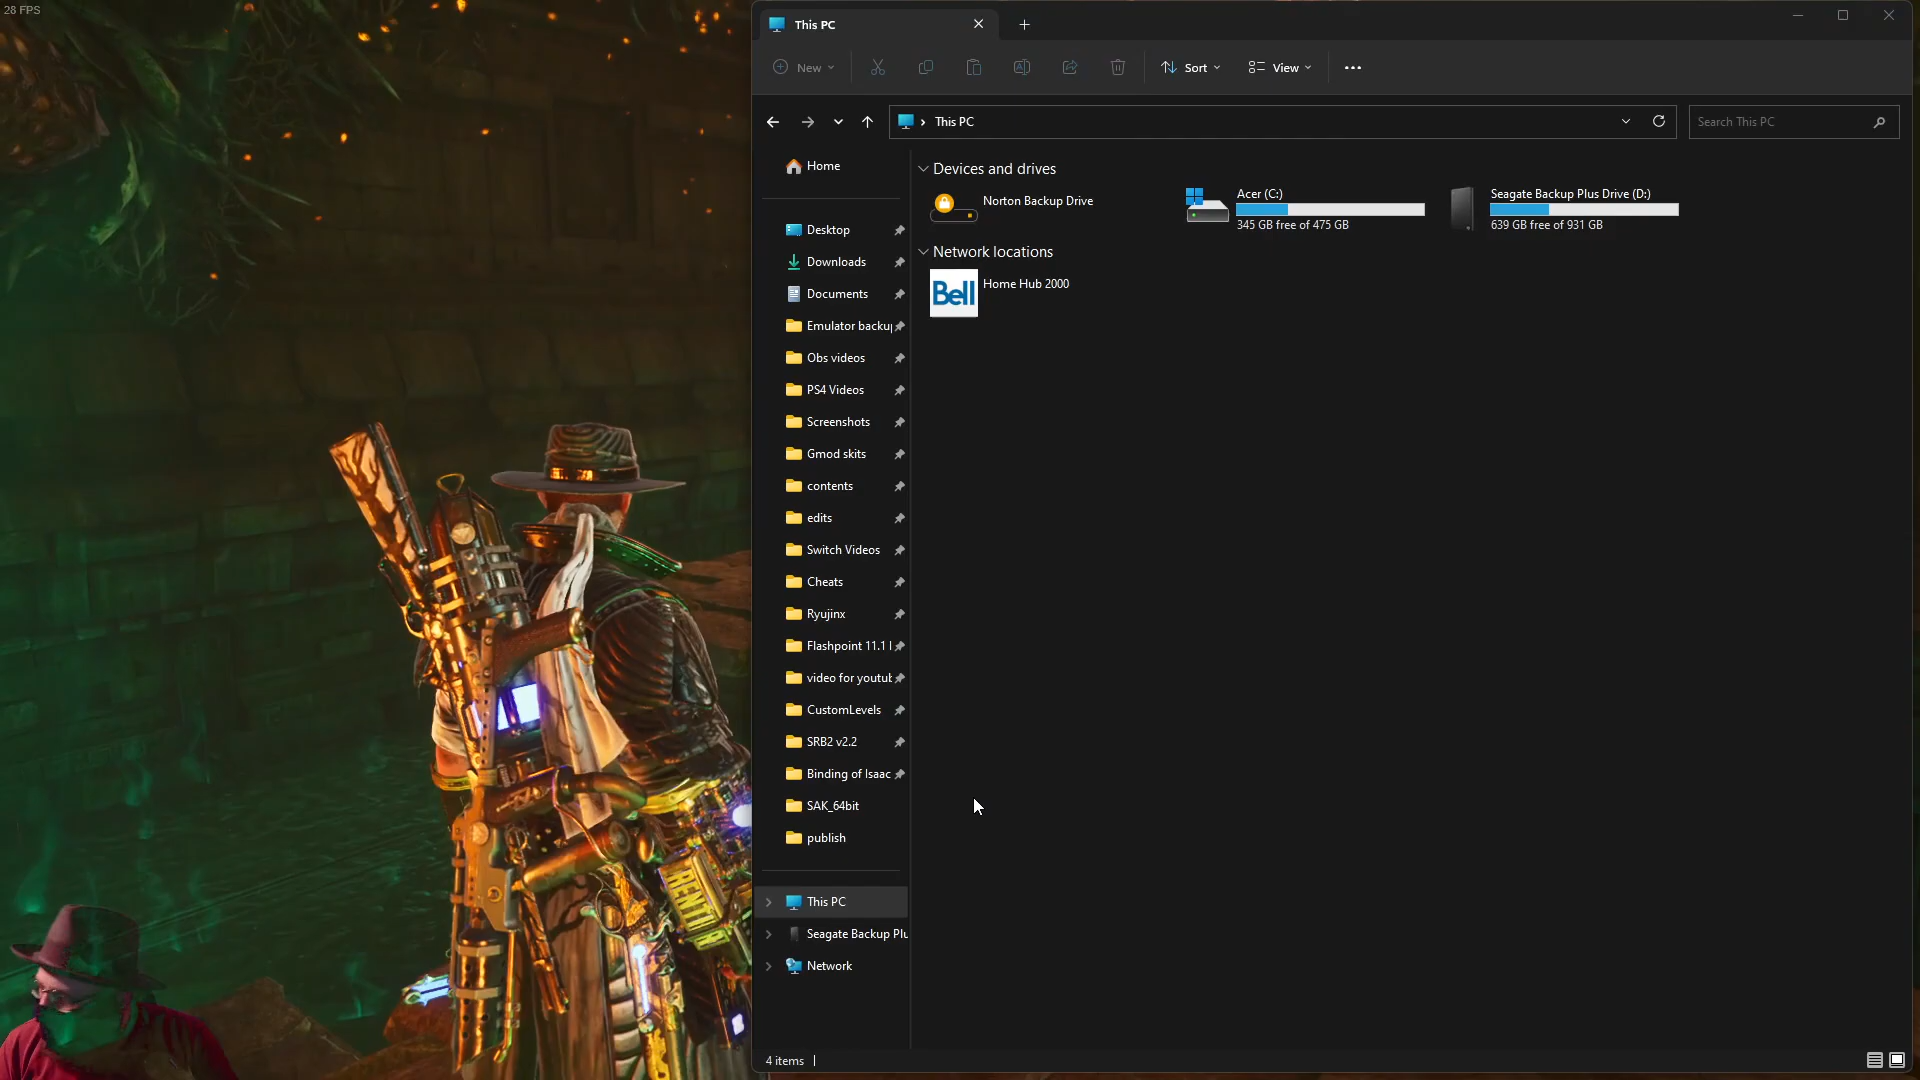 28 FPS
This PC
New
Sort
View
This PC
Search This PC
Home
Desktop
Downloads
Documents
Emulator backup
Obs videos
PS4 Videos
Screenshots
Gmod skits
contents
edits
Switch Videos
Cheats
Ryujinx
Flashpoint 11.1 I
video for youtub
CustomLevels
SRB2 v2.2
Binding of Isaac
SAK_64bit
publish
This PC
Seagate Backup Plu
Network
Devices and drives
Norton Backup Drive
Acer (C:)
345 GB free of 475 GB
Seagate Backup Plus Drive (D:)
639 GB free of 931 GB
Network locations
Bell
Home Hub 2000
4 items